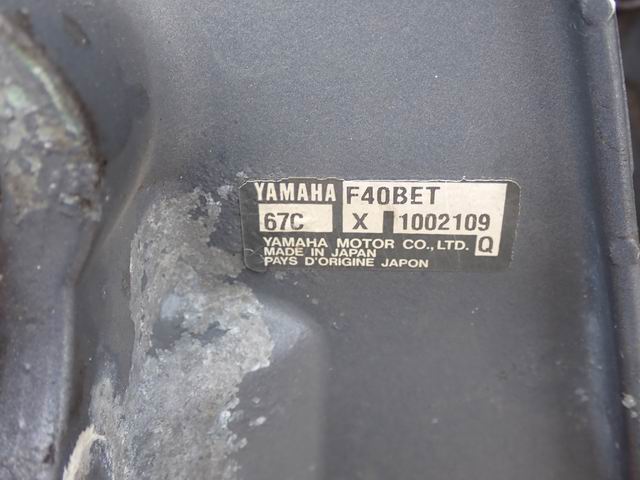 YAMAHA F40BET
67C X 1002109
YAMAHA MOTOR CO.,LTD. Q
MADE IN JAPAN
PAYS D'ORIGINE JAPON